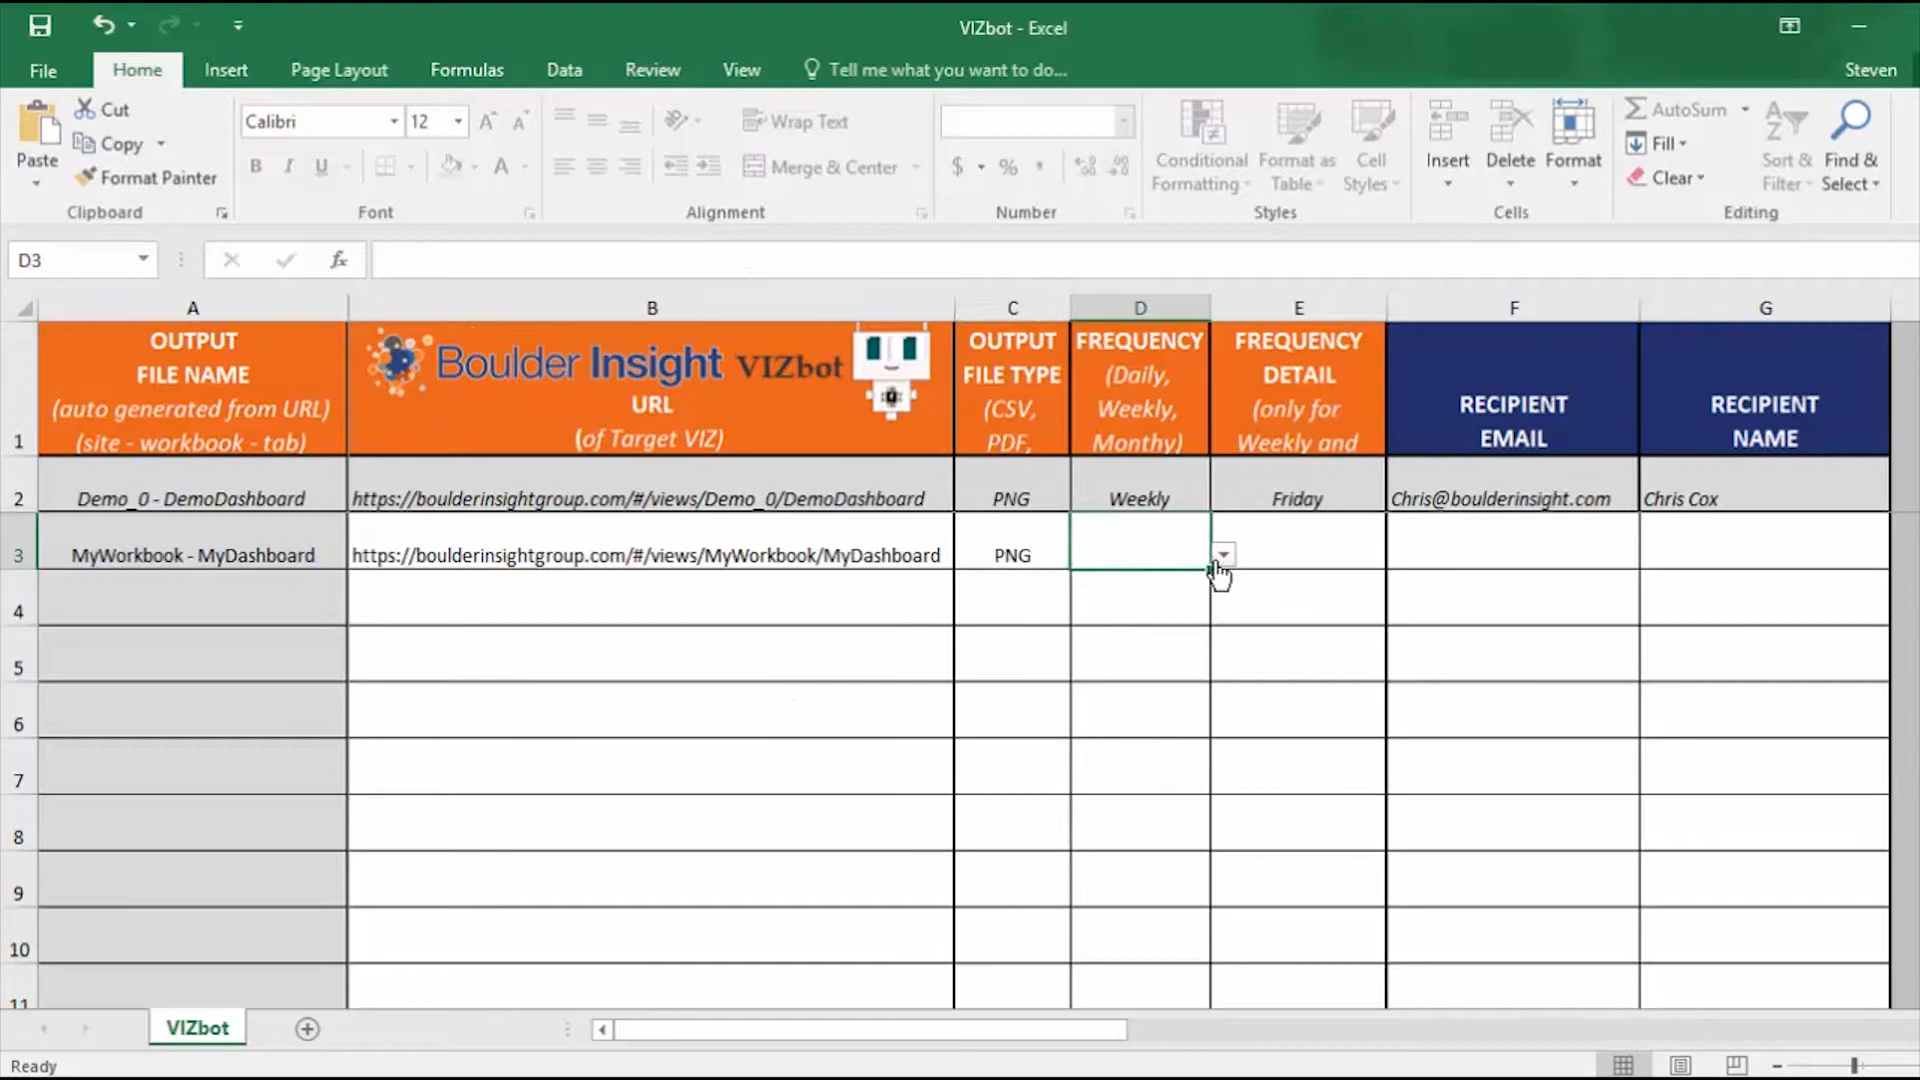 VIZbot - Excel
File
Home
Insert
Page Layout
Formulas
Data
Review
View
Tell me what you want to do...
Steven
Paste
Cut
Copy
Format Painter
Clipboard
Calibri
12
B I U
A
Font
Wrap Text
Merge & Center
Alignment
$ % ,
Number
Conditional Formatting
Format as Table
Cell Styles
Styles
Insert
Delete
Format
Cells
AutoSum
Fill
Clear
Sort & Filter
Find & Select
Editing
D3
fx
A B C D E F G
1
OUTPUT
FILE NAME
(auto generated from URL)
(site - workbook - tab)
Boulder Insight VIZbot
URL
(of Target VIZ)
OUTPUT
FILE TYPE
(CSV,
PDF,
FREQUENCY
(Daily,
Weekly,
Monthy)
FREQUENCY
DETAIL
(only for
Weekly and
RECIPIENT
EMAIL
RECIPIENT
NAME
2 Demo_0 - DemoDashboard https://boulderinsightgroup.com/#/views/Demo_0/DemoDashboard PNG Weekly Friday Chris@boulderinsight.com Chris Cox
3 MyWorkbook - MyDashboard https://boulderinsightgroup.com/#/views/MyWorkbook/MyDashboard PNG
4
5
6
7
8
9
10
11
VIZbot
Ready